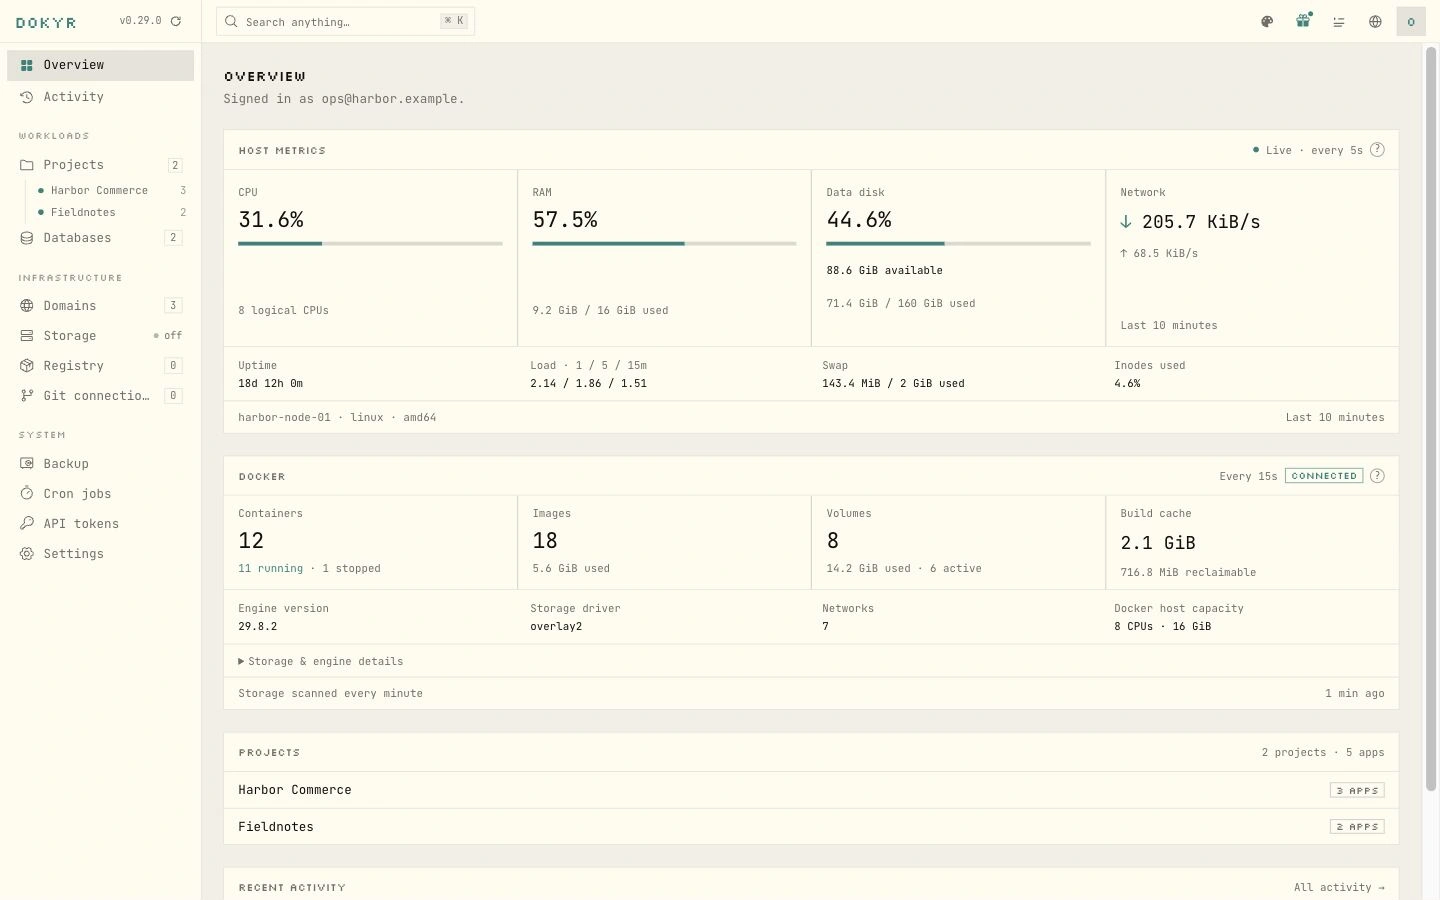 DOKYR
v0.29.0
Search anything…
⌘ K
O
Overview
Activity
WORKLOADS
Projects
2
Harbor Commerce
3
Fieldnotes
2
Databases
2
INFRASTRUCTURE
Domains
3
Storage
off
Registry
0
Git connectio…
0
SYSTEM
Backup
Cron jobs
API tokens
Settings
OVERVIEW
Signed in as ops@harbor.example.
HOST METRICS
Live · every 5s
?
CPU
31.6%
8 logical CPUs
RAM
57.5%
9.2 GiB / 16 GiB used
Data disk
44.6%
88.6 GiB available
71.4 GiB / 160 GiB used
Network
↓ 205.7 KiB/s
↑ 68.5 KiB/s
Last 10 minutes
Uptime
18d 12h 0m
Load · 1 / 5 / 15m
2.14 / 1.86 / 1.51
Swap
143.4 MiB / 2 GiB used
Inodes used
4.6%
harbor-node-01 · linux · amd64
Last 10 minutes
DOCKER
Every 15s
CONNECTED
?
Containers
12
11 running · 1 stopped
Images
18
5.6 GiB used
Volumes
8
14.2 GiB used · 6 active
Build cache
2.1 GiB
716.8 MiB reclaimable
Engine version
29.8.2
Storage driver
overlay2
Networks
7
Docker host capacity
8 CPUs · 16 GiB
▶ Storage & engine details
Storage scanned every minute
1 min ago
PROJECTS
2 projects · 5 apps
Harbor Commerce
3 APPS
Fieldnotes
2 APPS
RECENT ACTIVITY
All activity →